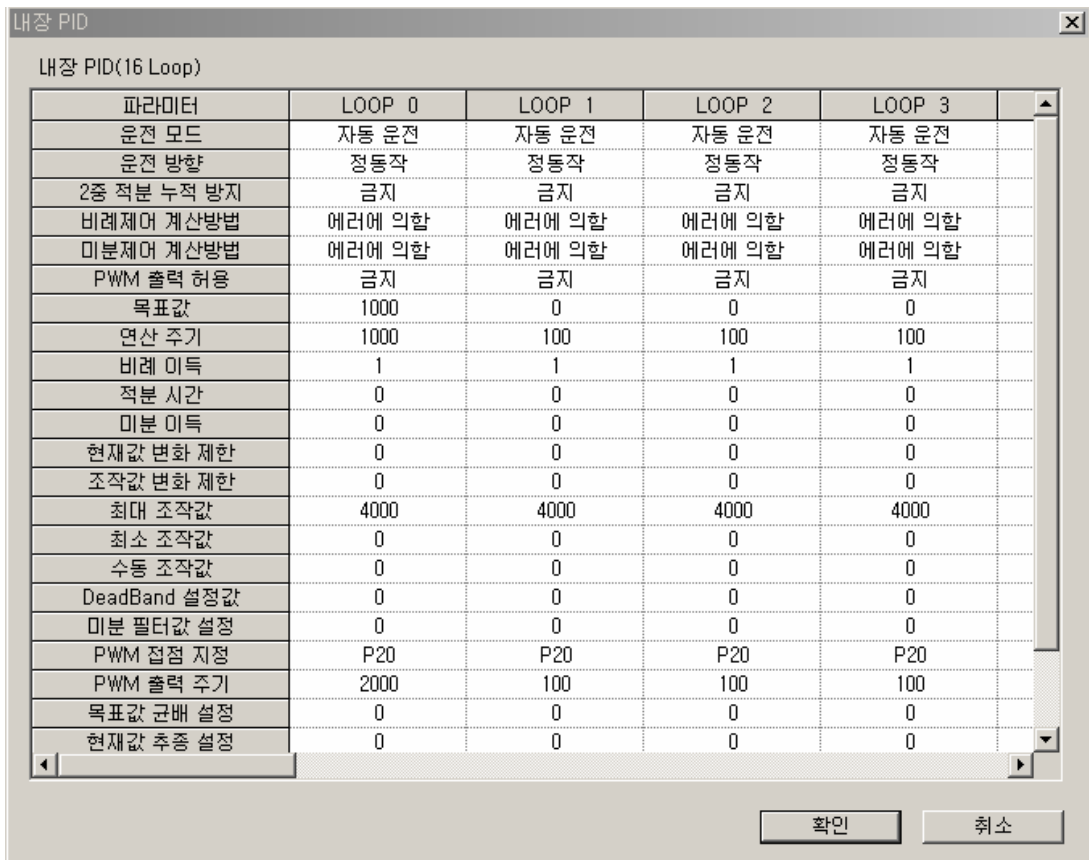 내장 PID
내장 PID(16 Loop)
파라미터 LOOP 0 LOOP 1 LOOP 2 LOOP 3
운전 모드 자동 운전 자동 운전 자동 운전 자동 운전
운전 방향 정동작 정동작 정동작 정동작
2중 적분 누적 방지 금지 금지 금지 금지
비례제어 계산방법 에러에 의함 에러에 의함 에러에 의함 에러에 의함
미분제어 계산방법 에러에 의함 에러에 의함 에러에 의함 에러에 의함
PWM 출력 허용 금지 금지 금지 금지
목표값 1000 0 0 0
연산 주기 1000 100 100 100
비례 이득 1 1 1 1
적분 시간 0 0 0 0
미분 이득 0 0 0 0
현재값 변화 제한 0 0 0 0
조작값 변화 제한 0 0 0 0
최대 조작값 4000 4000 4000 4000
최소 조작값 0 0 0 0
수동 조작값 0 0 0 0
DeadBand 설정값 0 0 0 0
미분 필터값 설정 0 0 0 0
PWM 접점 지정 P20 P20 P20 P20
PWM 출력 주기 2000 100 100 100
목표값 균배 설정 0 0 0 0
현재값 추종 설정 0 0 0 0
확인 취소